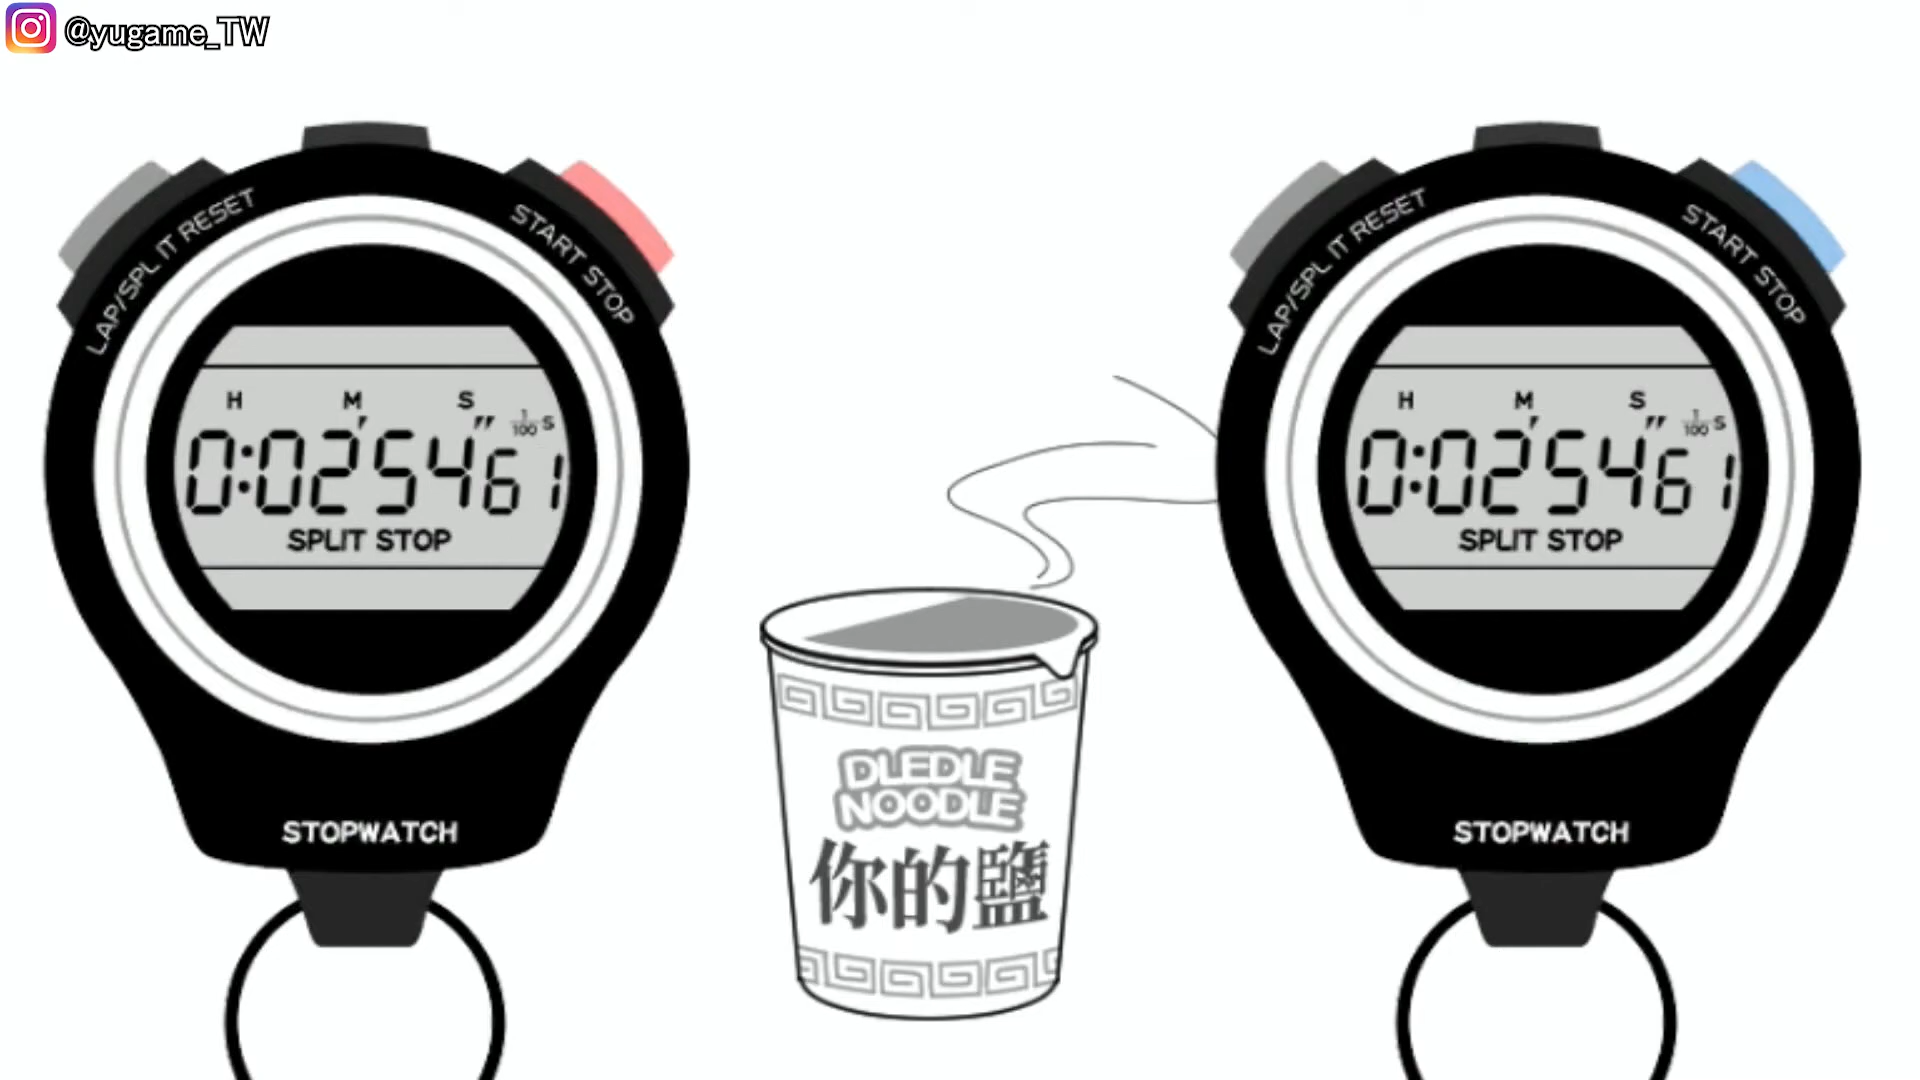 @yugame_TW
LAP/SPLIT RESET
START STOP
H M S 1/100 S
0:02'54"61
SPLIT STOP
STOPWATCH
DLEDLE
NOODLE
你的鹽
LAP/SPLIT RESET
START STOP
H M S 1/100 S
0:02'54"61
SPLIT STOP
STOPWATCH